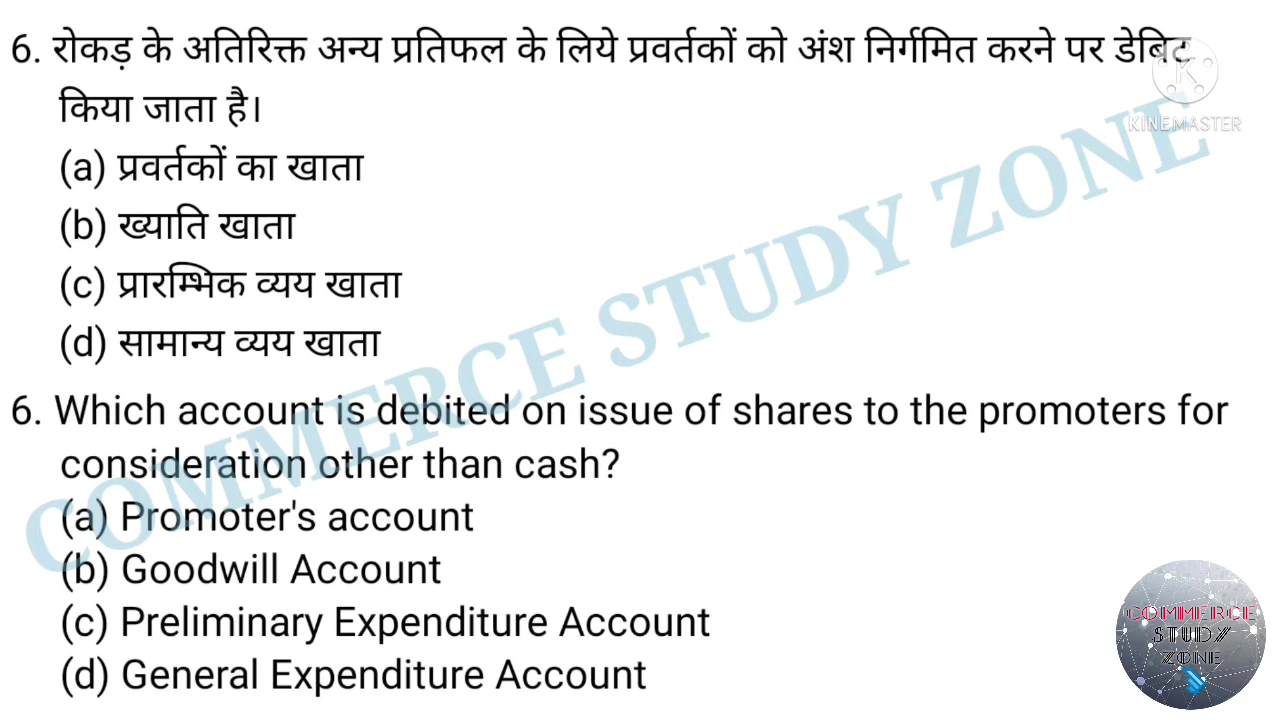 6. रोकड़ के अतिरिक्त अन्य प्रतिफल के लिये प्रवर्तकों को अंश निर्गमित करने पर डेबिट
किया जाता है।
(a) प्रवर्तकों का खाता
(b) ख्याति खाता
(c) प्रारम्भिक व्यय खाता
(d) सामान्य व्यय खाता
6. Which account is debited on issue of shares to the promoters for
consideration other than cash?
(a) Promoter's account
(b) Goodwill Account
(c) Preliminary Expenditure Account
(d) General Expenditure Account
K
KINEMASTER
COMMERCE STUDY ZONE
COMMERCE
STUDY
ZONE